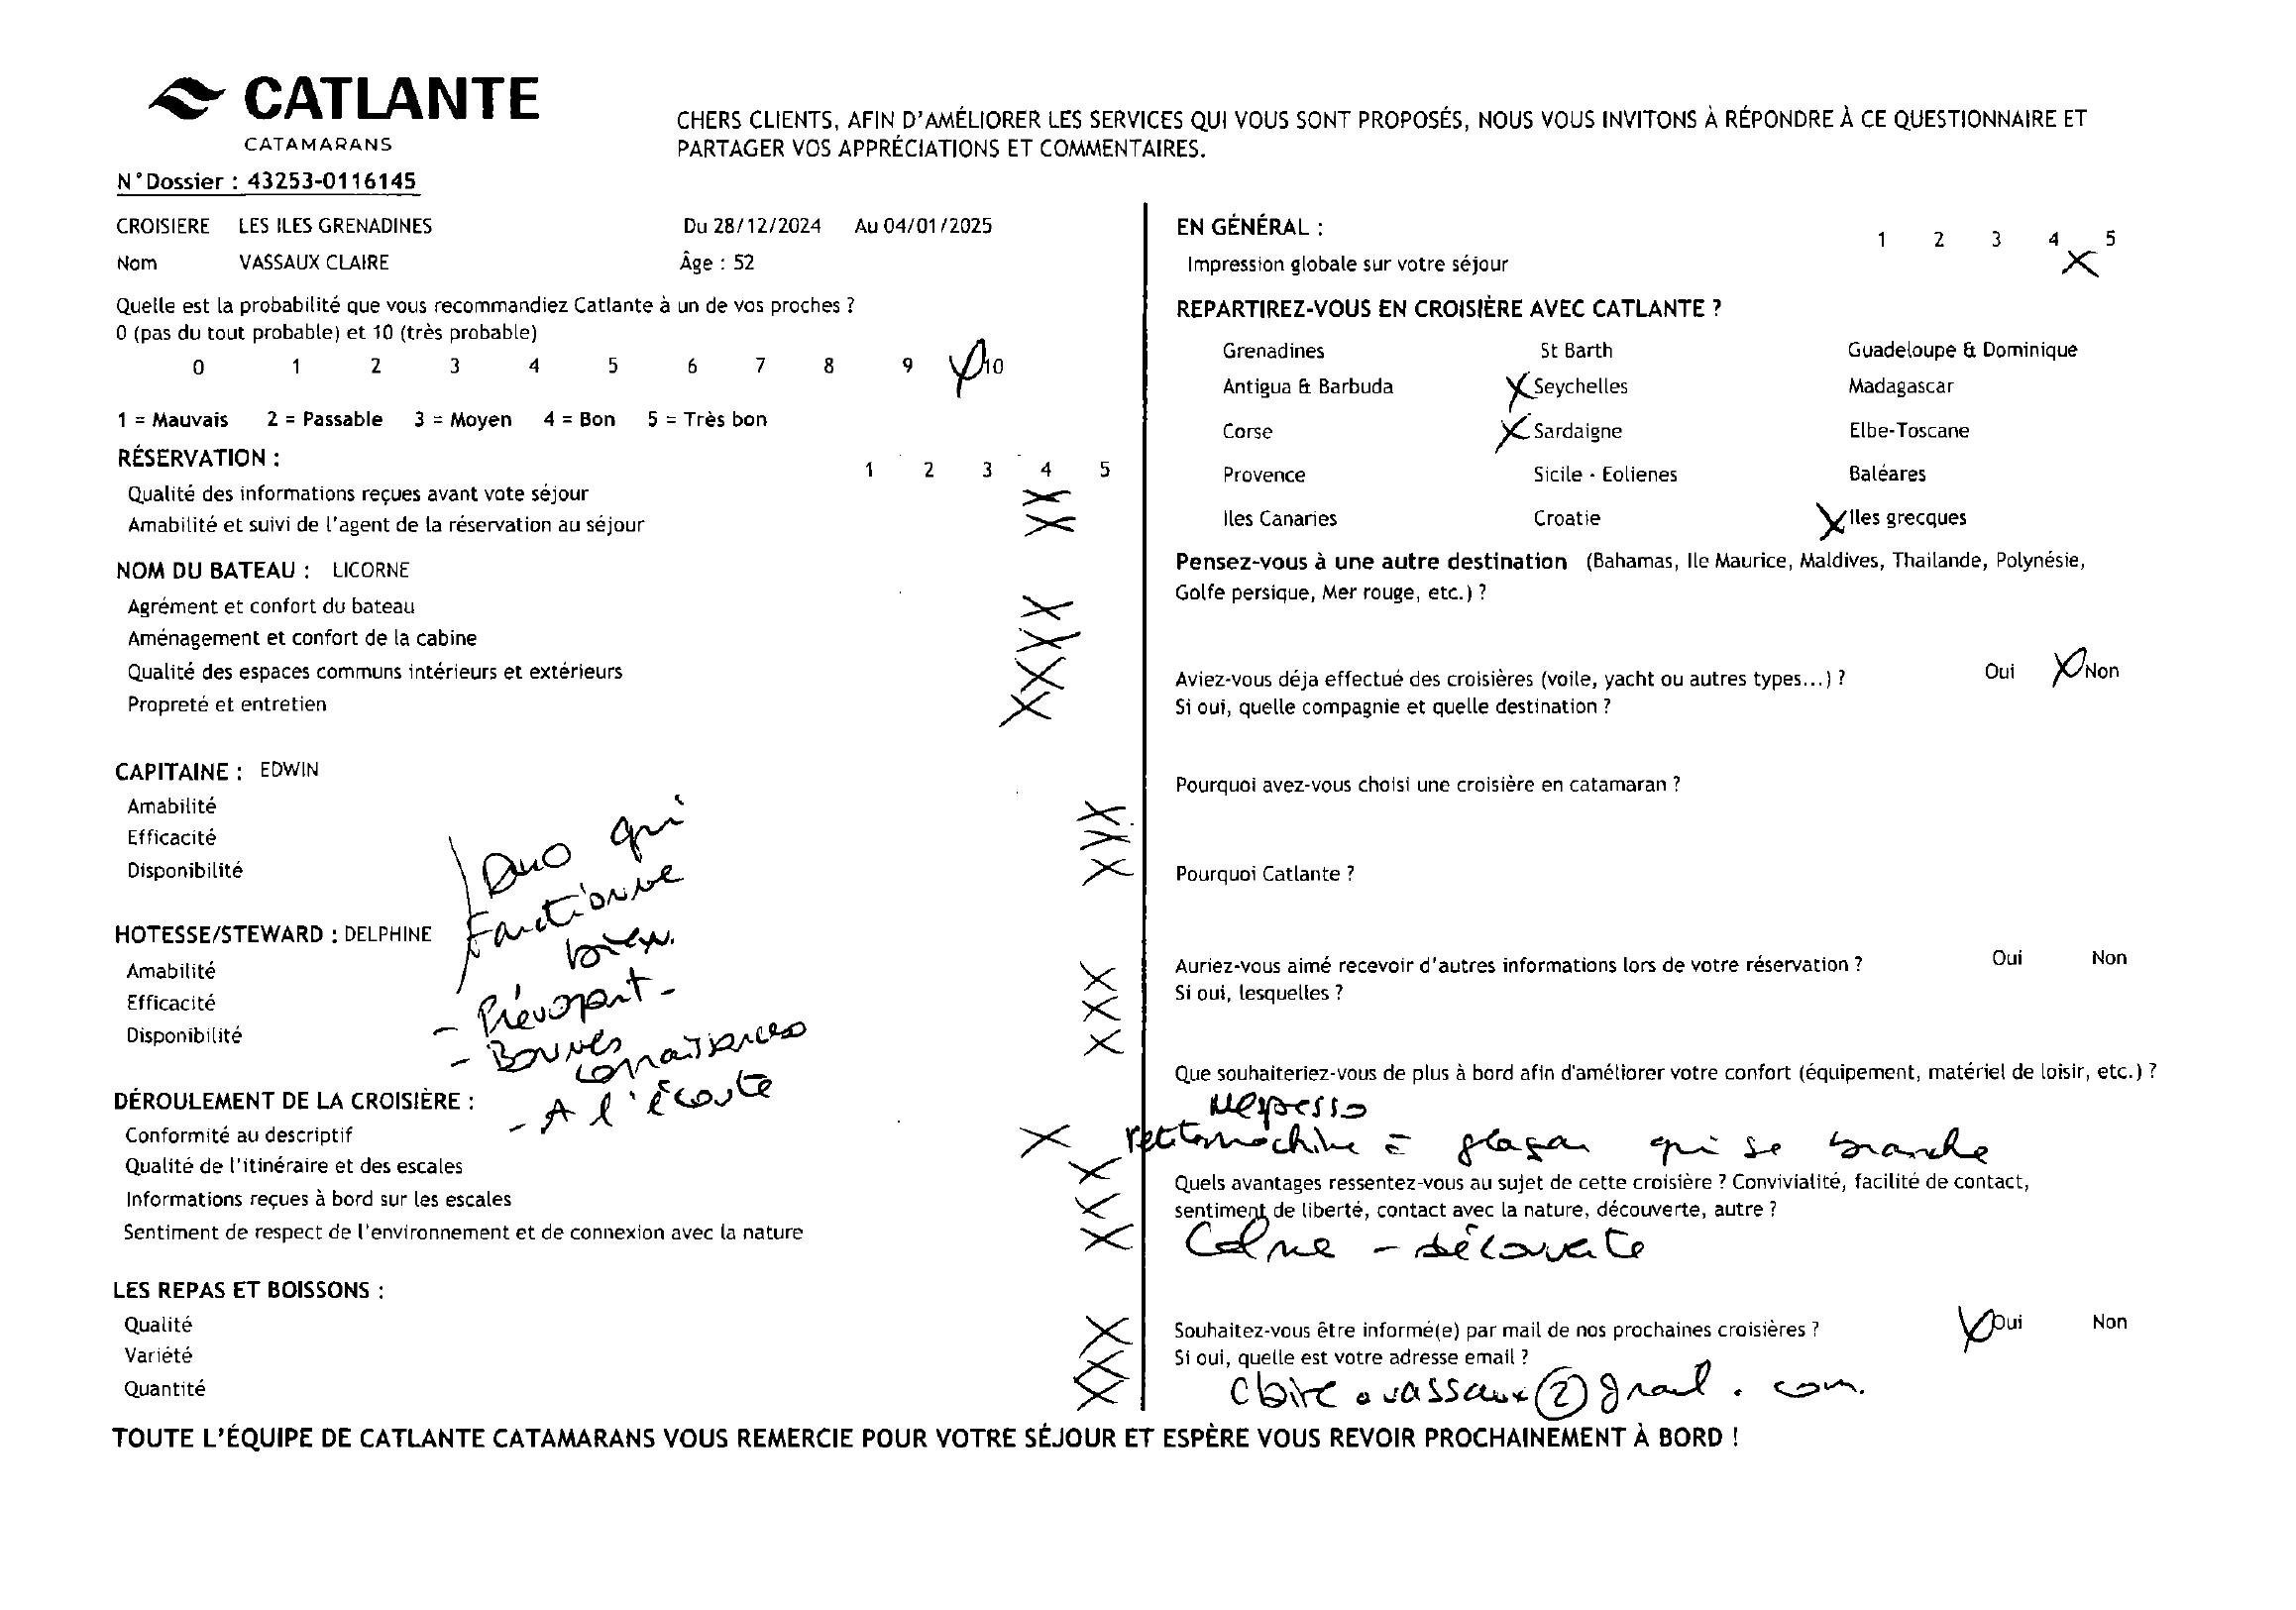 CATLANTE
CATAMARANS
CHERS CLIENTS, AFIN D'AMÉLIORER LES SERVICES QUI VOUS SONT PROPOSÉS, NOUS VOUS INVITONS À RÉPONDRE À CE QUESTIONNAIRE ET
PARTAGER VOS APPRÉCIATIONS ET COMMENTAIRES.
N°Dossier : 43253-0116145
CROISIERE LES ILES GRENADINES Du 28/12/2024 Au 04/01/2025
Nom VASSAUX CLAIRE Âge : 52
Quelle est la probabilité que vous recommandiez Catlante à un de vos proches ?
0 (pas du tout probable) et 10 (très probable)
0 1 2 3 4 5 6 7 8 9 10
1 = Mauvais 2 = Passable 3 = Moyen 4 = Bon 5 = Très bon
RÉSERVATION :
1 2 3 4 5
Qualité des informations reçues avant vote séjour
Amabilité et suivi de l'agent de la réservation au séjour
NOM DU BATEAU : LICORNE
Agrément et confort du bateau
Aménagement et confort de la cabine
Qualité des espaces communs intérieurs et extérieurs
Propreté et entretien
CAPITAINE : EDWIN
Amabilité
Efficacité
Disponibilité
Duo qui
Fonctionne
bien.
HOTESSE/STEWARD : DELPHINE
Amabilité
Efficacité
Disponibilité
- Prévoyant -
- Bonnes
connaissances
- A l'écoute
DÉROULEMENT DE LA CROISIÈRE :
Conformité au descriptif
Qualité de l'itinéraire et des escales
Informations reçues à bord sur les escales
Sentiment de respect de l'environnement et de connexion avec la nature
LES REPAS ET BOISSONS :
Qualité
Variété
Quantité
EN GÉNÉRAL :
1 2 3 4 5
Impression globale sur votre séjour
REPARTIREZ-VOUS EN CROISIÈRE AVEC CATLANTE ?
Grenadines St Barth Guadeloupe & Dominique
Antigua & Barbuda Seychelles Madagascar
Corse Sardaigne Elbe-Toscane
Provence Sicile - Eolienes Baléares
Iles Canaries Croatie Iles grecques
Pensez-vous à une autre destination (Bahamas, Ile Maurice, Maldives, Thailande, Polynésie,
Golfe persique, Mer rouge, etc.) ?
Aviez-vous déja effectué des croisières (voile, yacht ou autres types...) ? Oui Non
Si oui, quelle compagnie et quelle destination ?
Pourquoi avez-vous choisi une croisière en catamaran ?
Pourquoi Catlante ?
Auriez-vous aimé recevoir d'autres informations lors de votre réservation ? Oui Non
Si oui, lesquelles ?
Que souhaiteriez-vous de plus à bord afin d'améliorer votre confort (équipement, matériel de loisir, etc.) ?
Nespresso
machine à glaçon qui se branche
Quels avantages ressentez-vous au sujet de cette croisière ? Convivialité, facilité de contact,
sentiment de liberté, contact avec la nature, découverte, autre ?
Calme - découverte
Souhaitez-vous être informé(e) par mail de nos prochaines croisières ? Oui Non
Si oui, quelle est votre adresse email ?
claire.vassaux@gmail.com.
TOUTE L'ÉQUIPE DE CATLANTE CATAMARANS VOUS REMERCIE POUR VOTRE SÉJOUR ET ESPÈRE VOUS REVOIR PROCHAINEMENT À BORD !